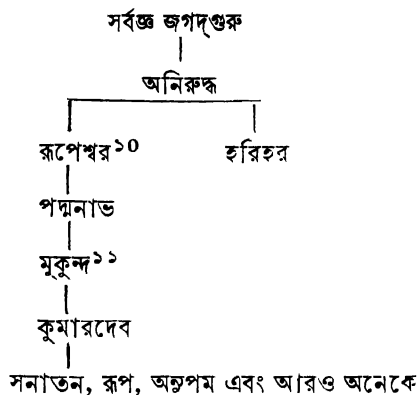 সর্বজ্ঞ জগদ্‌গুরু
অনিরুদ্ধ
রূপেশ্বর১০ হরিহর
পদ্মনাভ
মুকুন্দ১১
কুমারদেব
সনাতন, রূপ, অনুপম এবং আরও অনেকে